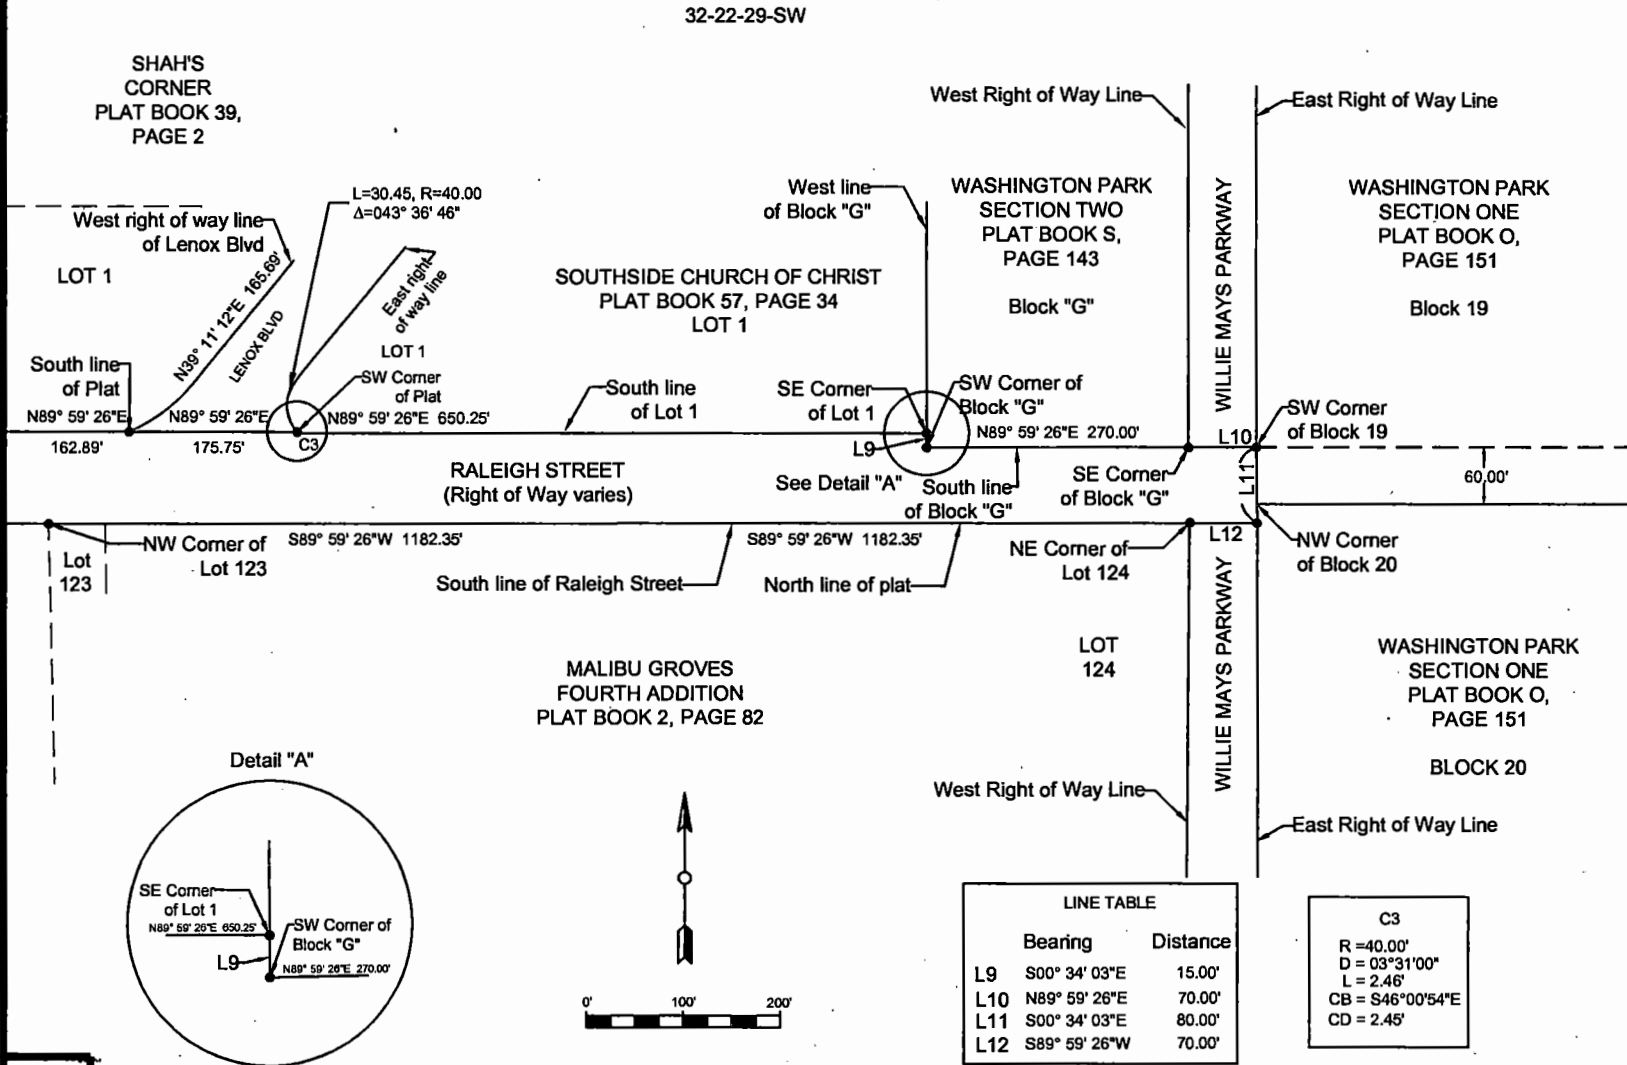 32-22-29-SW
SHAH'S
CORNER
PLAT BOOK 39,
PAGE 2
West right of way line
of Lenox Blvd
LOT 1
L=30.45, R=40.00
Δ=043° 36' 46"
N39° 11' 12"E 165.69'
LENOX BLVD
East right
of way line
LOT 1
SW Corner
of Plat
South line
of Plat
N89° 59' 26"E
162.89'
N89° 59' 26"E
175.75'
C3
N89° 59' 26"E 650.25'
SOUTHSIDE CHURCH OF CHRIST
PLAT BOOK 57, PAGE 34
LOT 1
South line
of Lot 1
West line
of Block "G"
SE Corner
of Lot 1
L9
See Detail "A"
WASHINGTON PARK
SECTION TWO
PLAT BOOK S,
PAGE 143
Block "G"
SW Corner of
Block "G"
N89° 59' 26"E 270.00'
South line
of Block "G"
SE Corner
of Block "G"
West Right of Way Line
East Right of Way Line
WILLIE MAYS PARKWAY
L10
L11
WASHINGTON PARK
SECTION ONE
PLAT BOOK O,
PAGE 151
Block 19
SW Corner
of Block 19
60.00'
RALEIGH STREET
(Right of Way varies)
Lot
123
NW Corner of
Lot 123
S89° 59' 26"W 1182.35'
South line of Raleigh Street
S89° 59' 26"W 1182.35'
North line of plat
NE Corner of
Lot 124
L12
NW Corner
of Block 20
LOT
124
WILLIE MAYS PARKWAY
MALIBU GROVES
FOURTH ADDITION
PLAT BOOK 2, PAGE 82
WASHINGTON PARK
SECTION ONE
PLAT BOOK O,
PAGE 151
BLOCK 20
West Right of Way Line
East Right of Way Line
Detail "A"
SE Corner
of Lot 1
N89° 59' 26"E 650.25'
SW Corner of
Block "G"
L9
N89° 59' 26"E 270.00'
0' 100' 200'
LINE TABLE
Bearing Distance
L9 S00° 34' 03"E 15.00'
L10 N89° 59' 26"E 70.00'
L11 S00° 34' 03"E 80.00'
L12 S89° 59' 26"W 70.00'
C3
R =40.00'
D = 03°31'00"
L = 2.46'
CB = S46°00'54"E
CD = 2.45'